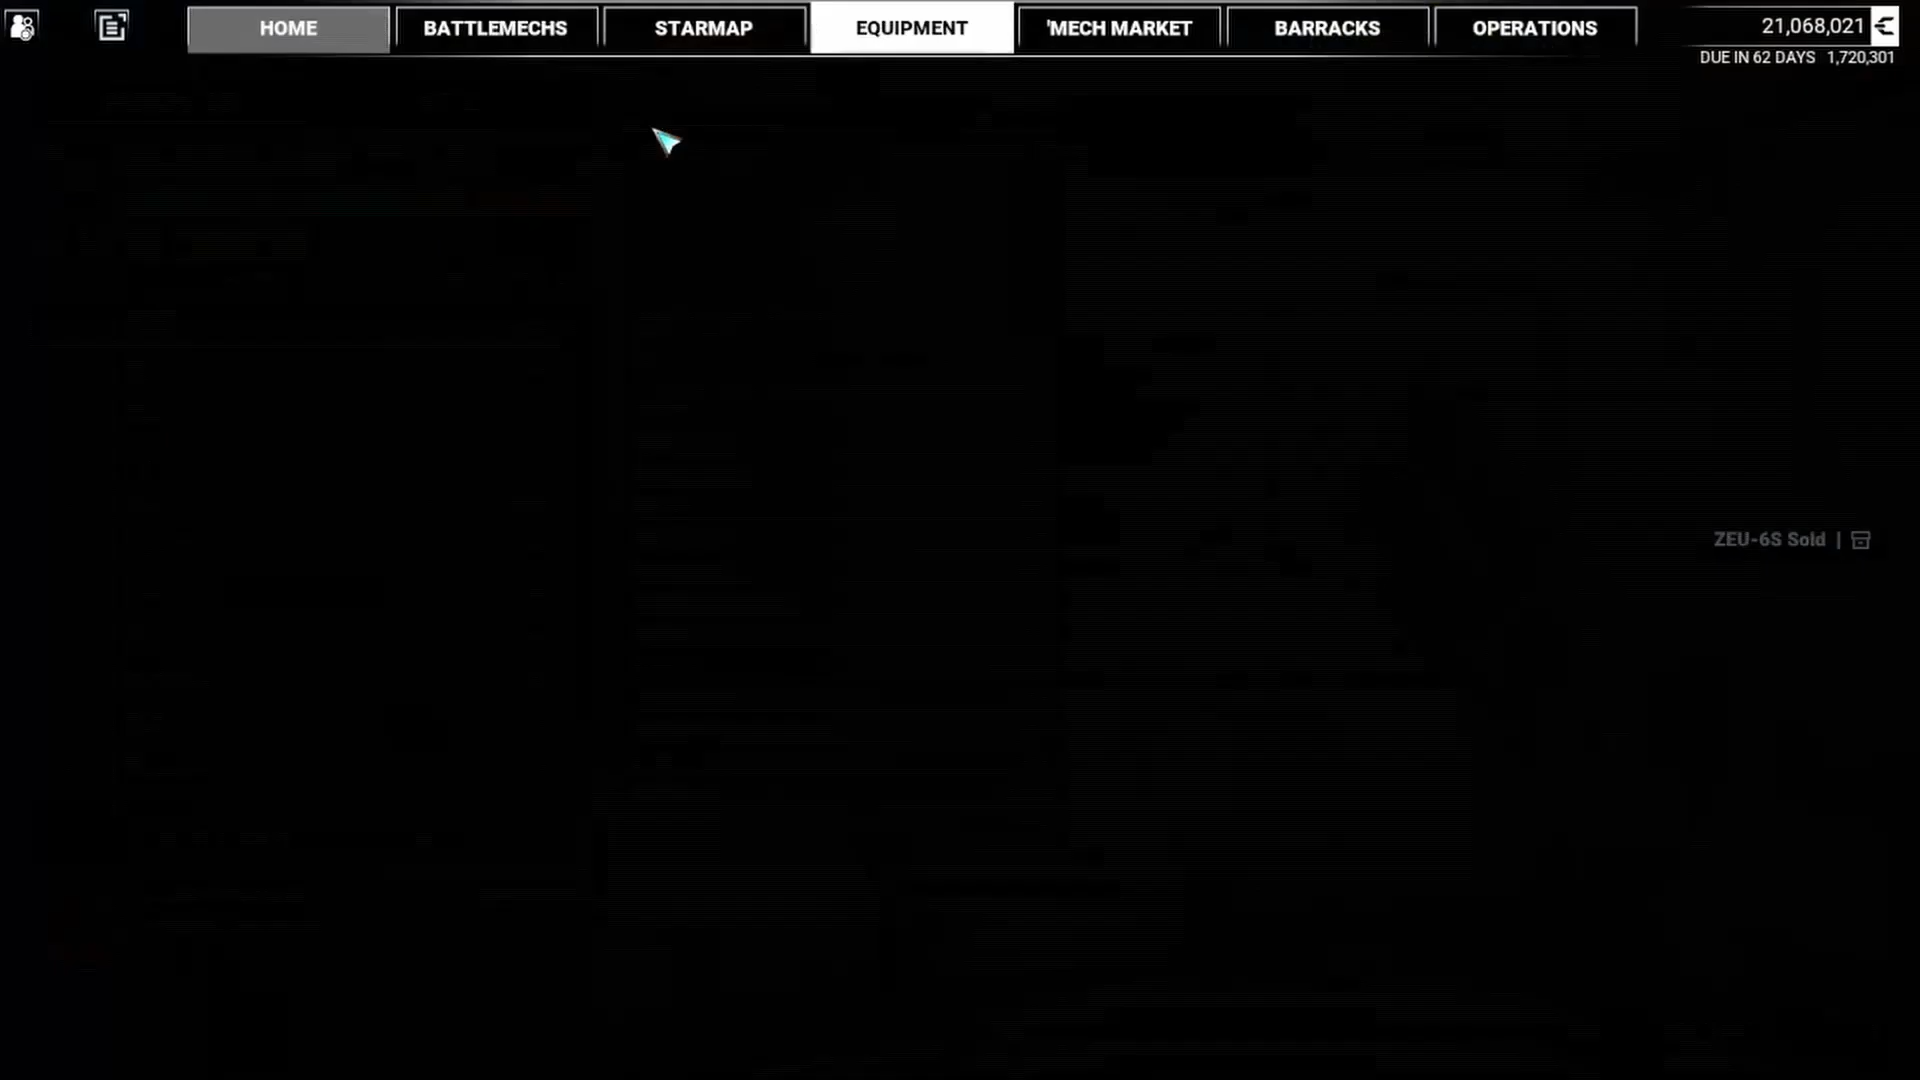 HOME
BATTLEMECHS
STARMAP
EQUIPMENT
'MECH MARKET
BARRACKS
OPERATIONS
21,068,021
DUE IN 62 DAYS 1,720,301
ZEU-6S Sold |